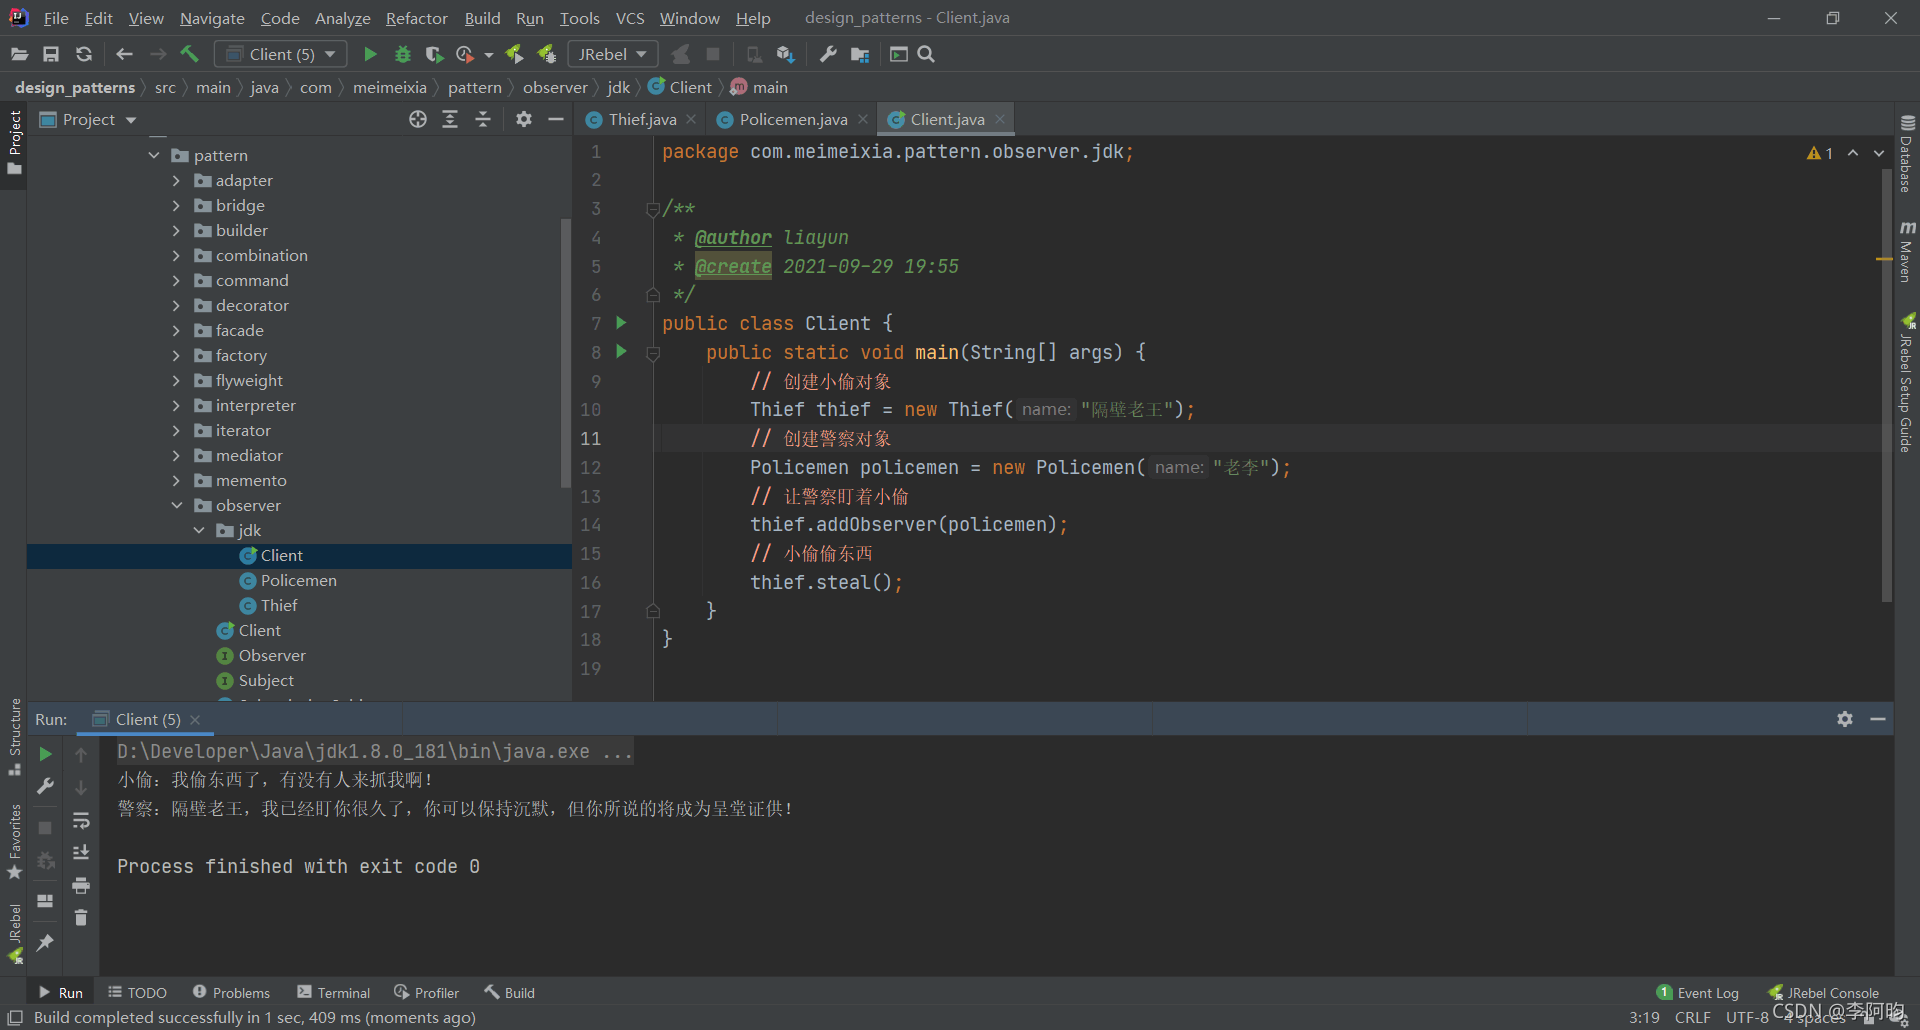 File Edit View Navigate Code Analyze Refactor Build Run Tools VCS Window Help design_patterns - Client.java
Client (5) JRebel
design_patterns src main java com meimeixia pattern observer jdk Client main
Project
Project
Thief.java
Policemen.java
Client.java
pattern
adapter
bridge
builder
combination
command
decorator
facade
factory
flyweight
interpreter
iterator
mediator
memento
observer
jdk
Client
Policemen
Thief
Client
Observer
Subject
1 package com.meimeixia.pattern.observer.jdk;
2
3 /**
4 * @author liayun
5 * @create 2021-09-29 19:55
6 */
7 public class Client {
8 public static void main(String[] args) {
9 // 创建小偷对象
10 Thief thief = new Thief( name: "隔壁老王");
11 // 创建警察对象
12 Policemen policemen = new Policemen( name: "老李");
13 // 让警察盯着小偷
14 thief.addObserver(policemen);
15 // 小偷偷东西
16 thief.steal();
17 }
18 }
19
1
Database
Maven
JRebel Setup Guide
Structure
Favorites
JRebel
Run: Client (5)
D:\Developer\Java\jdk1.8.0_181\bin\java.exe ...
小偷：我偷东西了，有没有人来抓我啊！
警察：隔壁老王，我已经盯你很久了，你可以保持沉默，但你所说的将成为呈堂证供！
Process finished with exit code 0
Run TODO Problems Terminal Profiler Build 1 Event Log JRebel Console
Build completed successfully in 1 sec, 409 ms (moments ago) 3:19 CRLF UTF-8 4 spaces
CSDN @李阿昀